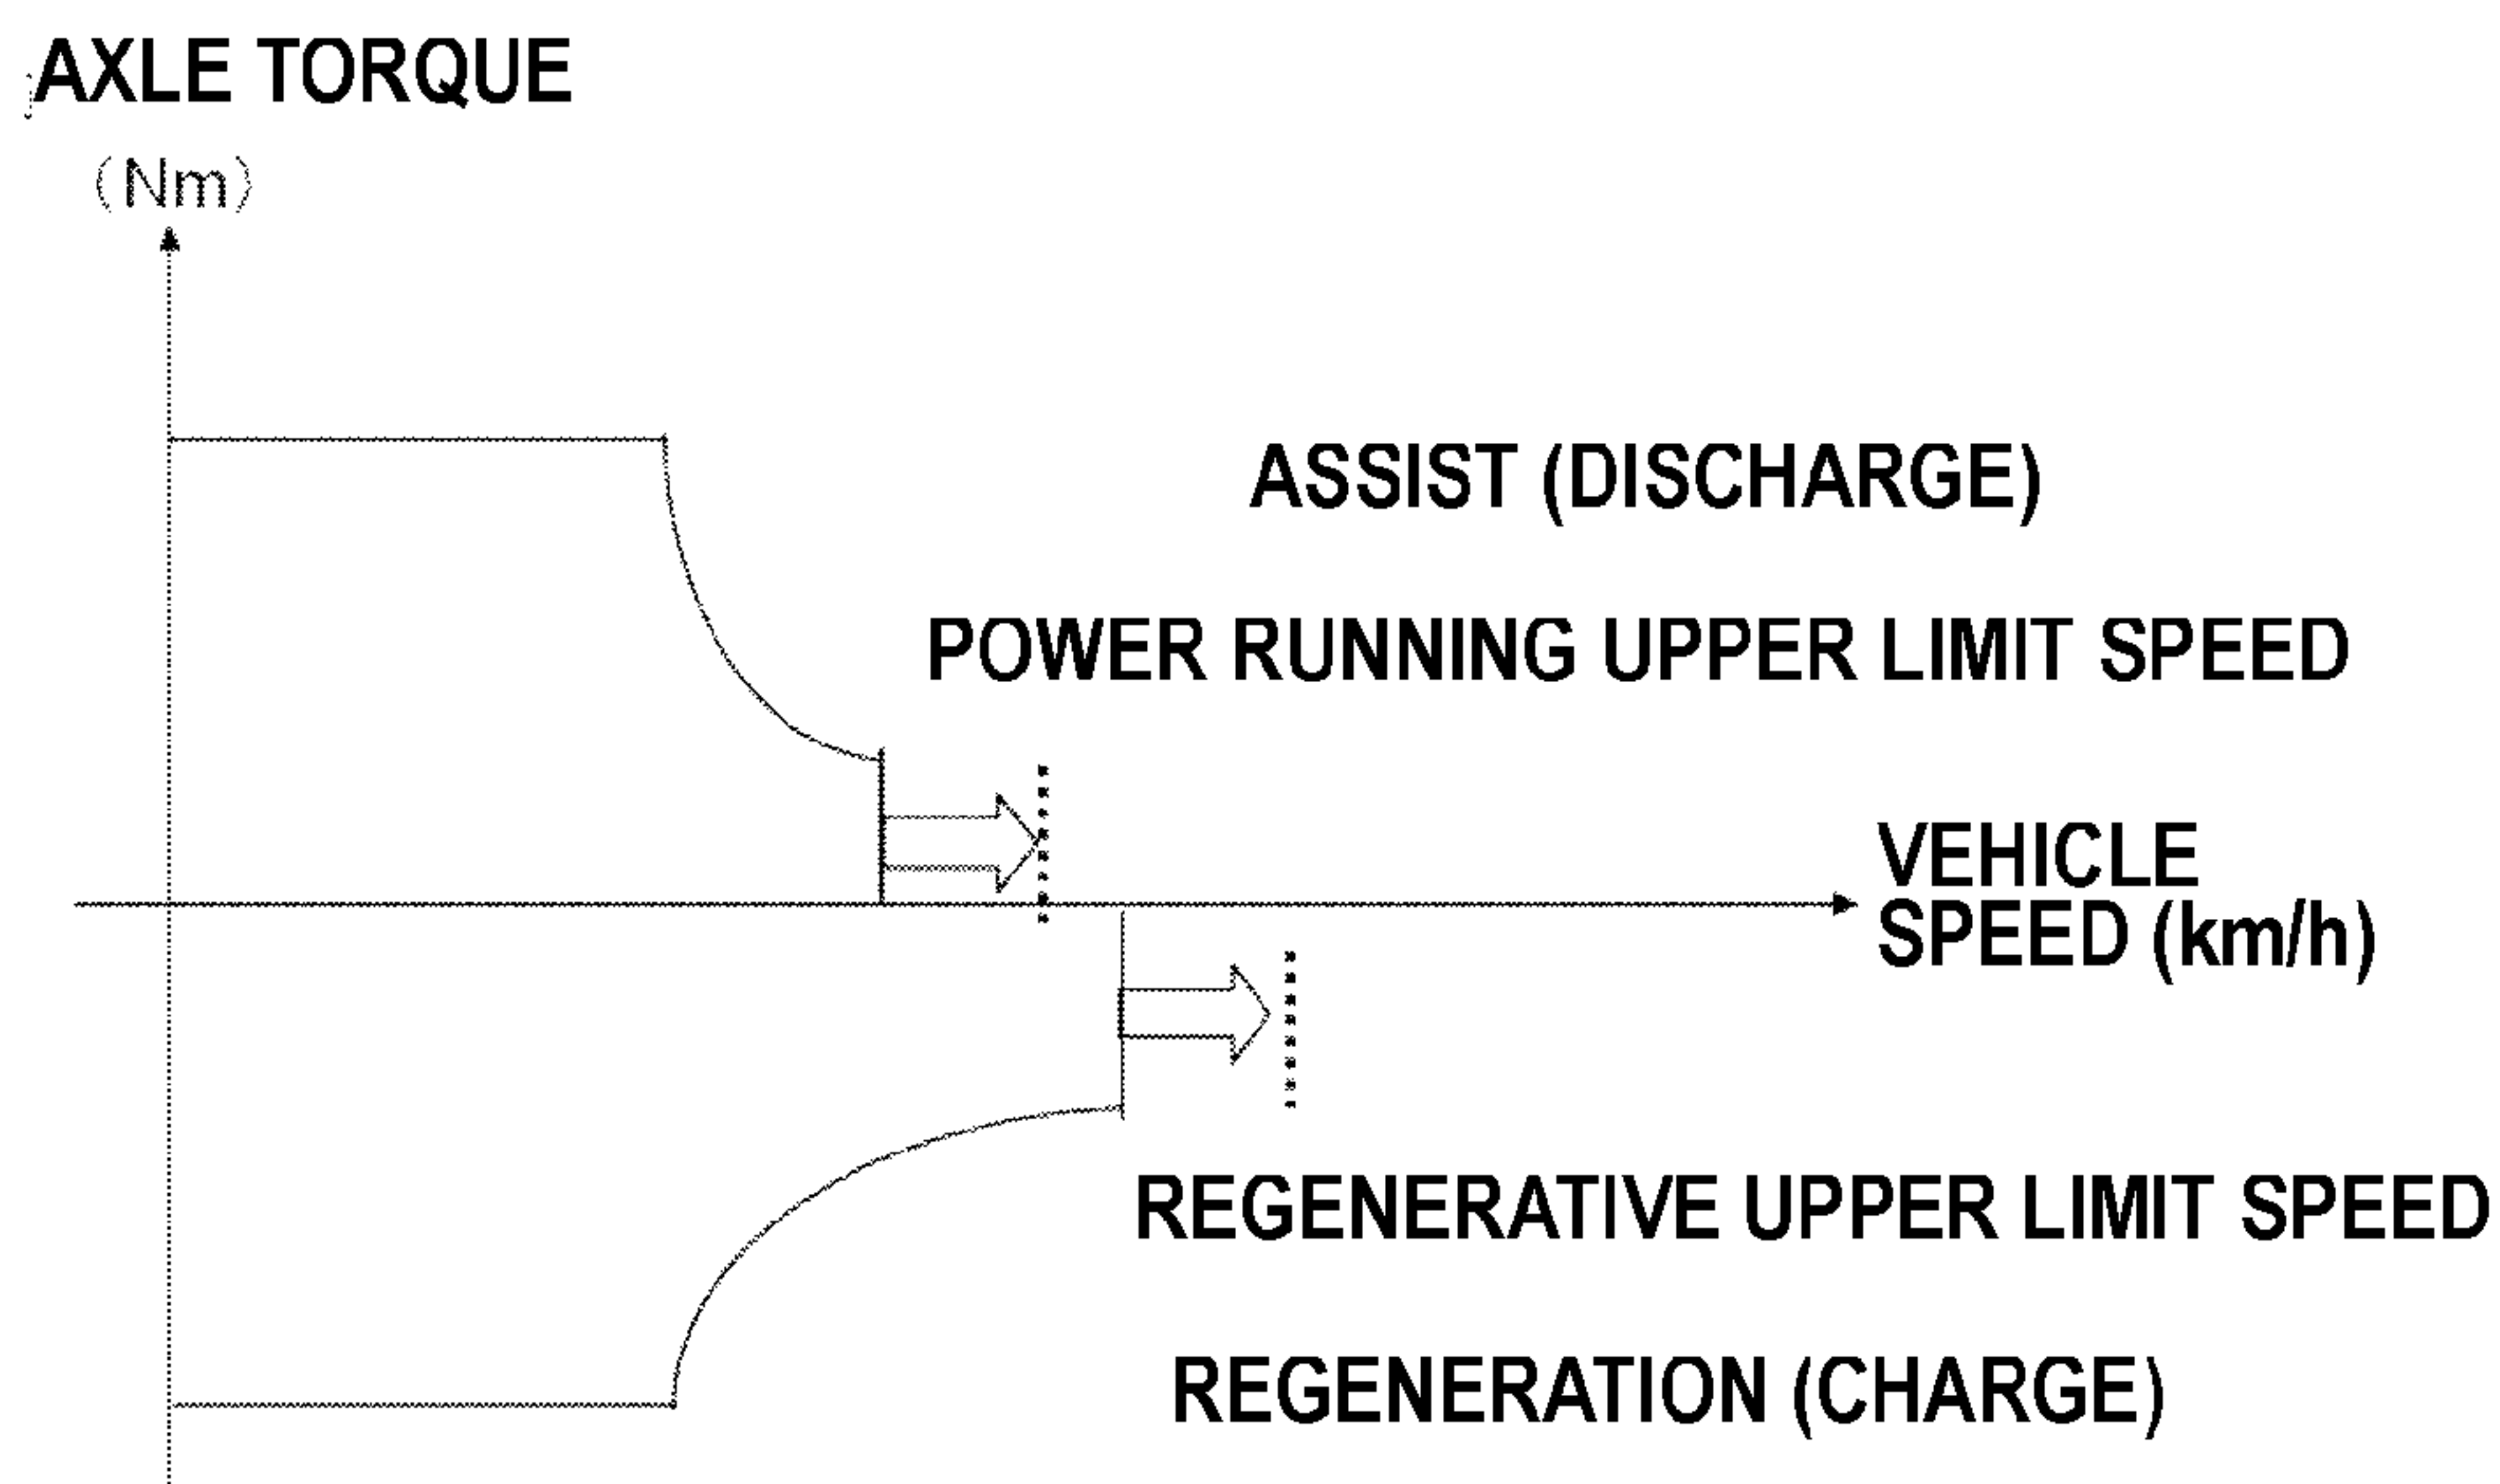 AXLE TORQUE
(Nm)
ASSIST (DISCHARGE)
POWER RUNNING UPPER LIMIT SPEED
VEHICLE
SPEED (km/h)
REGENERATIVE UPPER LIMIT SPEED
REGENERATION (CHARGE)